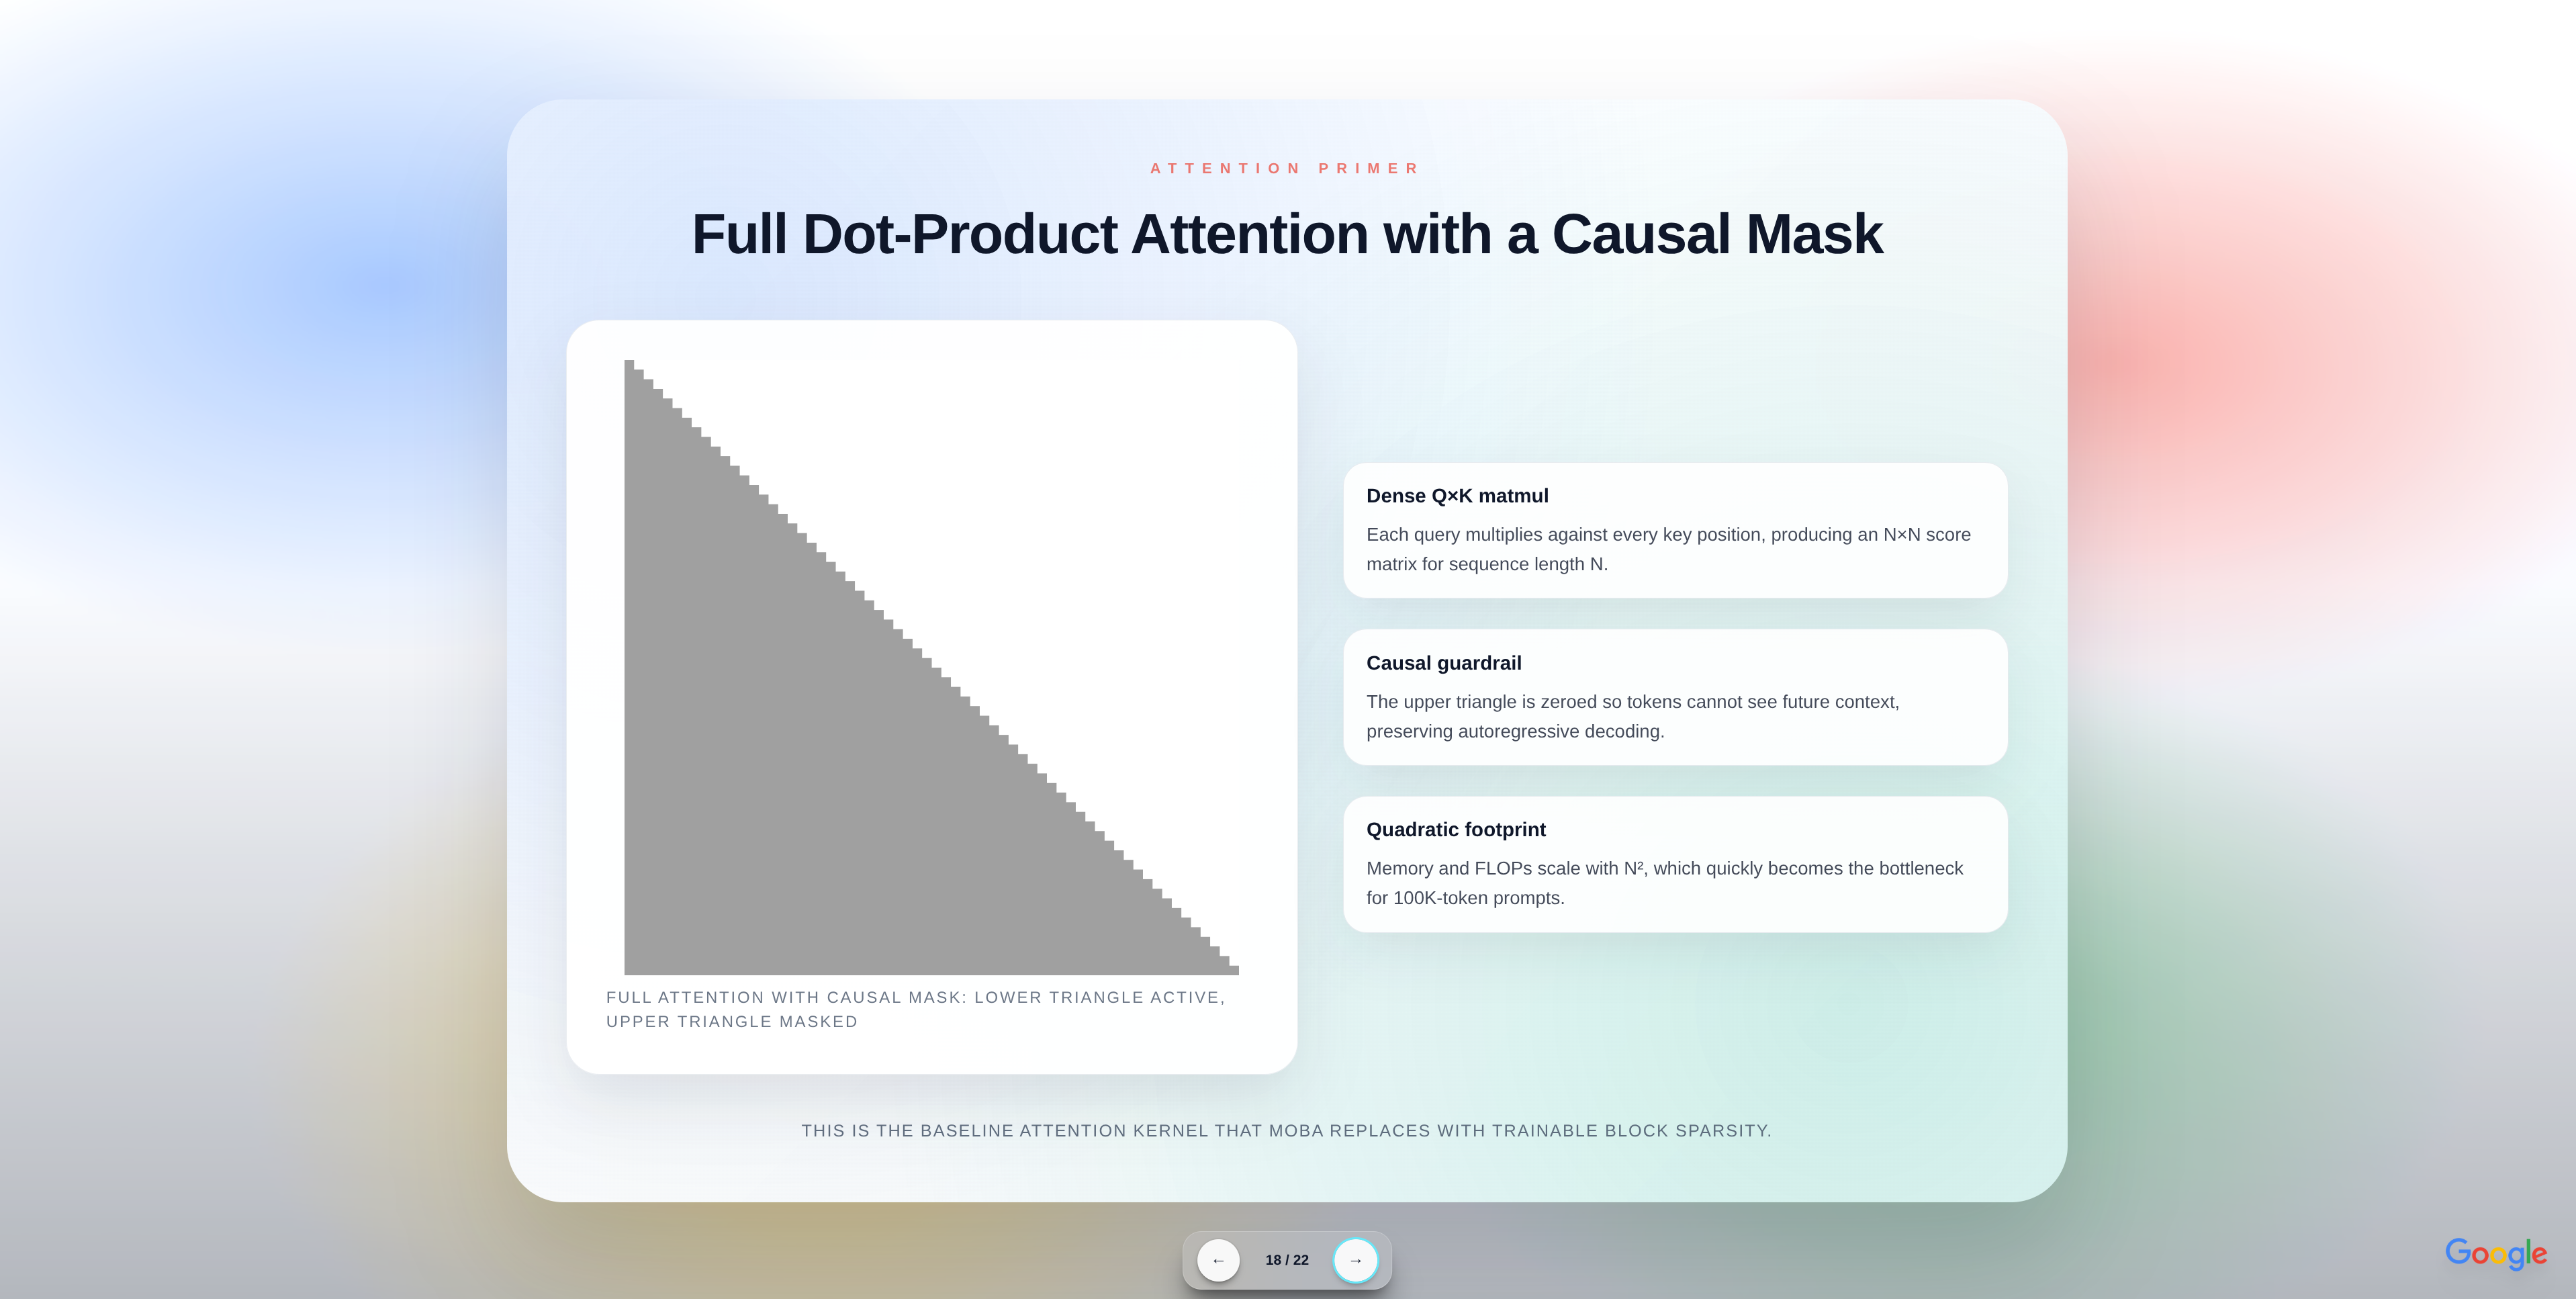 ATTENTION PRIMER
Full Dot-Product Attention with a Causal Mask
FULL ATTENTION WITH CAUSAL MASK: LOWER TRIANGLE ACTIVE,
UPPER TRIANGLE MASKED
Dense Q×K matmul
Each query multiplies against every key position, producing an N×N score
matrix for sequence length N.
Causal guardrail
The upper triangle is zeroed so tokens cannot see future context,
preserving autoregressive decoding.
Quadratic footprint
Memory and FLOPs scale with N², which quickly becomes the bottleneck
for 100K-token prompts.
THIS IS THE BASELINE ATTENTION KERNEL THAT MOBA REPLACES WITH TRAINABLE BLOCK SPARSITY.
← 18 / 22 →
Google